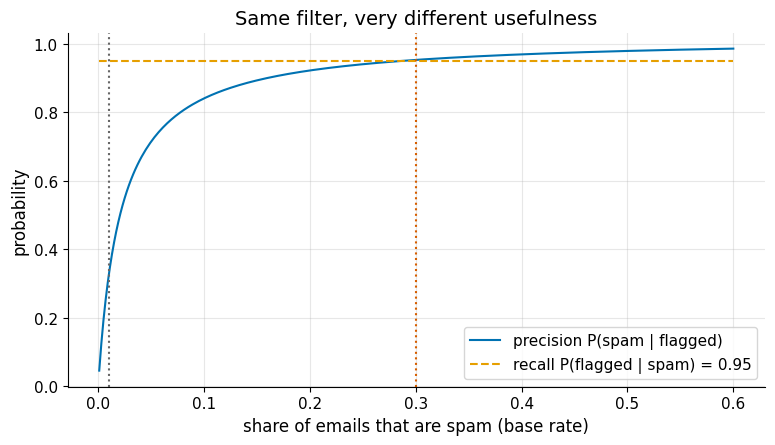 Same filter, very different usefulness
1.0
0.8
0.6
0.4
0.2
0.0
probability
precision P(spam | flagged)
recall P(flagged | spam) = 0.95
0.0 0.1 0.2 0.3 0.4 0.5 0.6
share of emails that are spam (base rate)